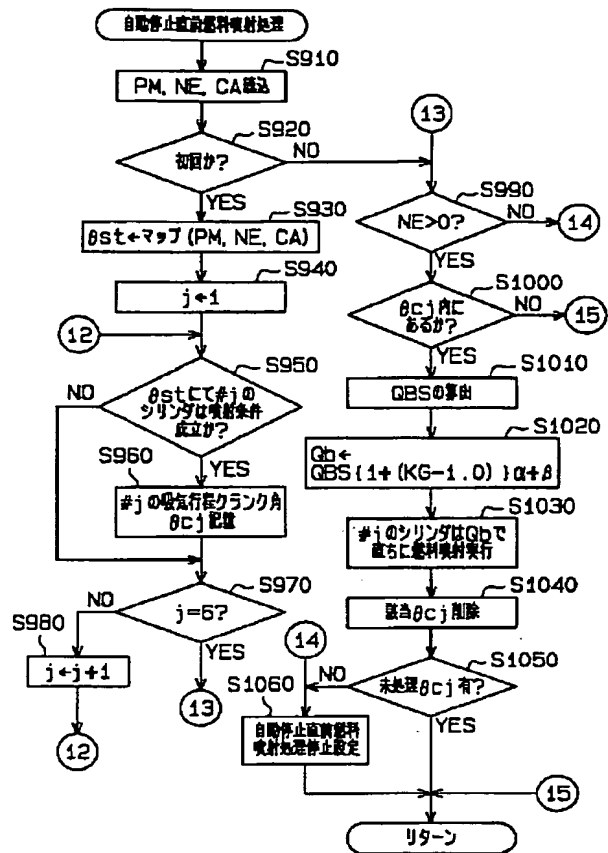 自動停止直前燃料噴射処理
S910
PM, NE, CA読込
S920
初回か?
NO
YES
S930
θst←マップ(PM, NE, CA)
S940
j←1
12
S950
θstにて#jの
シリンダは噴射条件
成立か?
NO
YES
S960
#jの吸気行程クランク角
θcj記憶
S970
j=6?
NO
YES
S980
j←j+1
12
13
13
S990
NE>0?
NO
14
YES
S1000
θcj内に
あるか?
NO
15
YES
S1010
QBSの算出
S1020
Qb←
QBS{1+(KG-1.0)}α+β
S1030
#jのシリンダはQbで
直ちに燃料噴射実行
S1040
該当θcj削除
S1050
未処理θcj有?
NO
YES
14
S1060
自動停止直前燃料
噴射処理停止設定
15
リターン